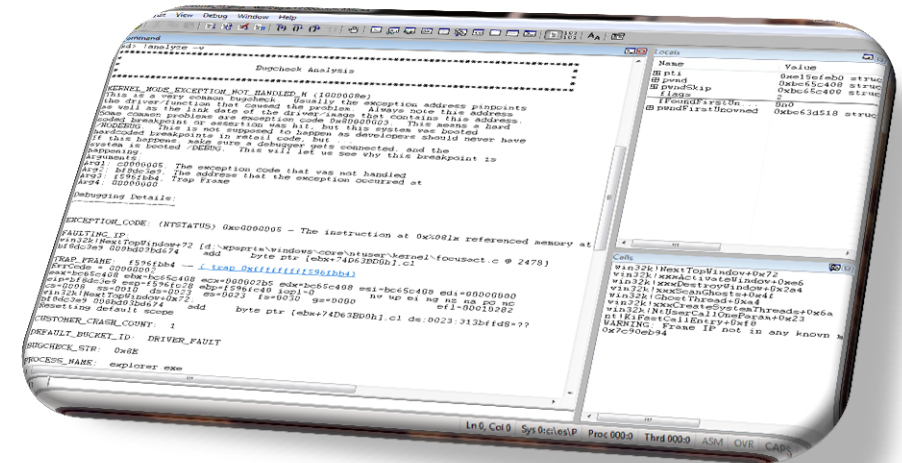 Edit View Debug Window Help
Command
kd> !analyze -v
Bugcheck Analysis
KERNEL_MODE_EXCEPTION_NOT_HANDLED_M (1000008e)
This is a very common bugcheck. Usually the exception address pinpoints
the driver/function that caused the problem. Always note this address
as well as the link date of the driver/image that contains this address.
Some common problems are exception code 0x80000003. This means a hard
coded breakpoint or assertion was hit, but this system was booted
/NODEBUG. This is not supposed to happen as developers should never have
hardcoded breakpoints in retail code, but ...
If this happens, make sure a debugger gets connected, and the
system is booted /DEBUG. This will let us see why this breakpoint is
happening.
Arguments:
Arg1: c0000005, The exception code that was not handled
Arg2: bf8dc3e9, The address that the exception occurred at
Arg3: f596fbb4, Trap Frame
Arg4: 00000000
Debugging Details:
EXCEPTION_CODE: (NTSTATUS) 0xc0000005 - The instruction at 0x%08lx referenced memory at
FAULTING_IP:
win32k!NextTopWindow+72 [d:\xpsprtm\windows\core\ntuser\kernel\focusact.c @ 2478]
bf8dc3e9 008bd03bd674 add byte ptr [ebx+74D63BD0h],cl
TRAP_FRAME: f596fbb4 -- (.trap 0xfffffffff596fbb4)
ErrCode = 00000002
eax=bc65c408 ebx=bc65c408 ecx=000002b5 edx=bc65c408 esi=bc65c408 edi=00000000
eip=bf8dc3e9 esp=f596fc28 ebp=f596fc40 iopl=0 nv up ei ng nz na po nc
cs=0008 ss=0010 ds=0023 es=0023 fs=0030 gs=0000 efl=00010282
win32k!NextTopWindow+0x72:
bf8dc3e9 008bd03bd674 add byte ptr [ebx+74D63BD0h],cl ds:0023:313bffd8=??
Resetting default scope
CUSTOMER_CRASH_COUNT: 1
DEFAULT_BUCKET_ID: DRIVER_FAULT
BUGCHECK_STR: 0x8E
PROCESS_NAME: explorer.exe
Locals
Name Value
pti 0xe15efeb0 struc
pwnd 0xbc65c408 struc
pwndSkip 0xbc65c408 struc
flags 2
fFoundFirstUn... 0n0
pwndFirstUnowned 0xbc63d518 struc
Calls
win32k!NextTopWindow+0x72
win32k!xxxActivateWindow+0xe6
win32k!xxxDestroyWindow+0x2a4
win32k!xxxScanGhost+0x4f
win32k!GhostThread+0xa4
win32k!xxxCreateSystemThreads+0x6a
win32k!NtUserCallOneParam+0x23
nt!KiFastCallEntry+0xf8
WARNING: Frame IP not in any known m
0x7c90eb94
Ln 0, Col 0 Sys 0:c:\es\P Proc 000:0 Thrd 000:0 ASM OVR CAPS